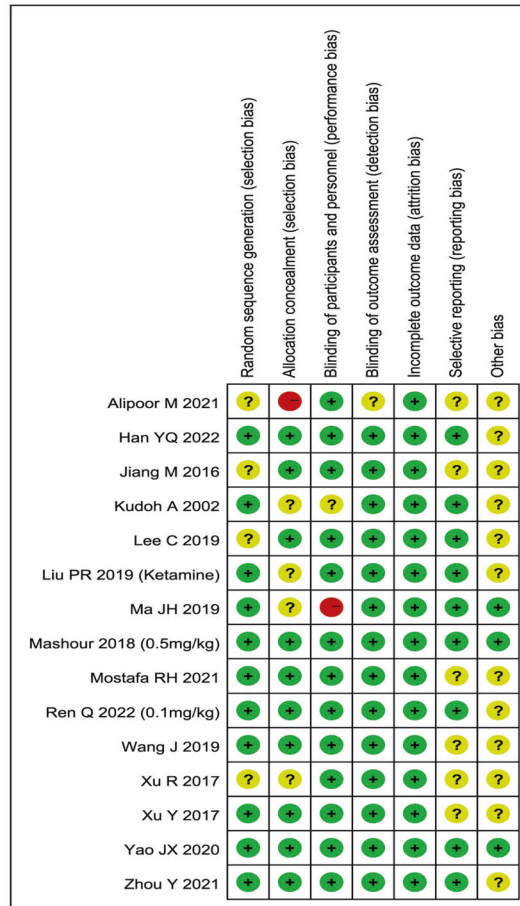 Random sequence generation (selection bias)
Allocation concealment (selection bias)
Blinding of participants and personnel (performance bias)
Blinding of outcome assessment (detection bias)
Incomplete outcome data (attrition bias)
Selective reporting (reporting bias)
Other bias
Alipoor M 2021 ? - + ? + ? ?
Han YQ 2022 + + + + + + ?
Jiang M 2016 ? + + + + ? ?
Kudoh A 2002 + ? ? + + + ?
Lee C 2019 ? + + + + + ?
Liu PR 2019 (Ketamine) + ? + + + + ?
Ma JH 2019 + ? - + + + +
Mashour 2018 (0.5mg/kg) + + + + + + +
Mostafa RH 2021 + + + + + ? ?
Ren Q 2022 (0.1mg/kg) + + + + + + ?
Wang J 2019 + + + + + ? ?
Xu R 2017 ? ? + + + ? ?
Xu Y 2017 + + + + + ? ?
Yao JX 2020 + + + + + + +
Zhou Y 2021 + + + + + + ?